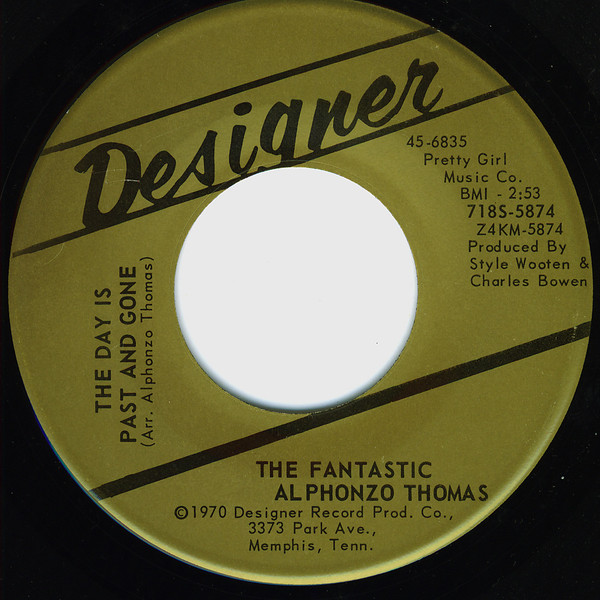 Designer
45-6835
Pretty Girl
Music Co.
BMI - 2:53
718S-5874
Z4KM-5874
Produced By
Style Wooten &
Charles Bowen
THE DAY IS
PAST AND GONE
(Arr. Alphonzo Thomas)
THE FANTASTIC
ALPHONZO THOMAS
©1970 Designer Record Prod. Co.,
3373 Park Ave.,
Memphis, Tenn.